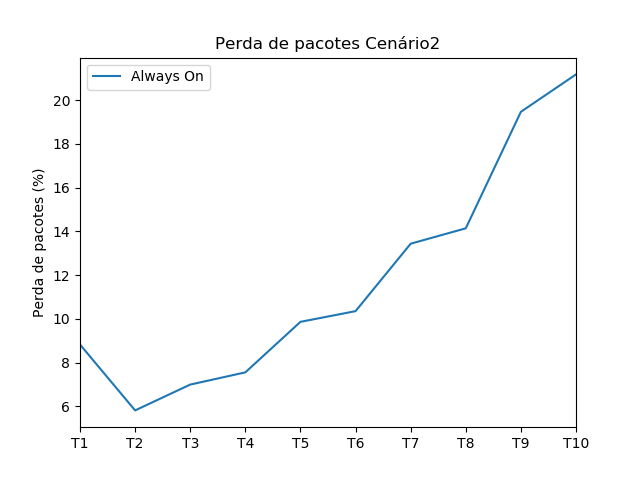 Perda de pacotes Cenário2
Always On
Perda de pacotes (%)
20
18
16
14
12
10
8
6
T1 T2 T3 T4 T5 T6 T7 T8 T9 T10